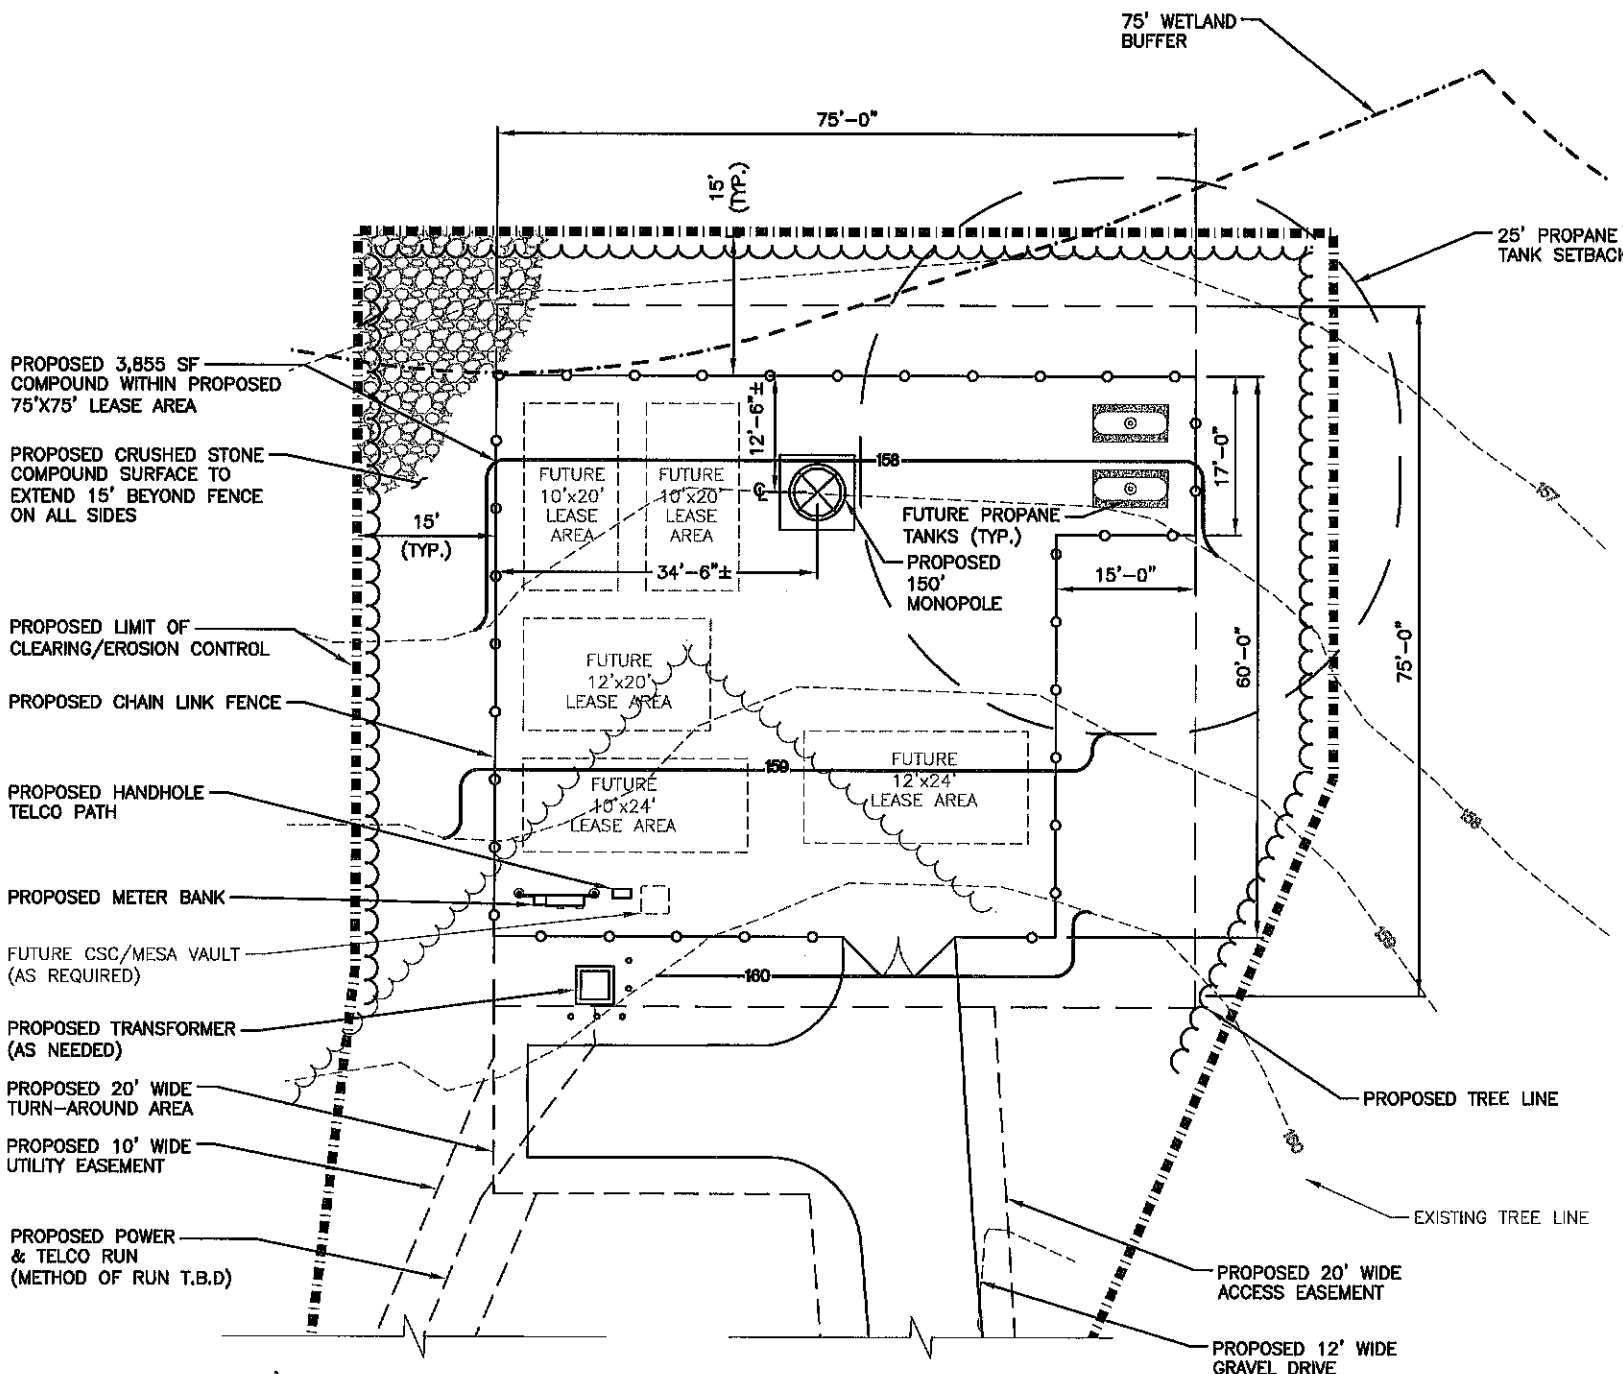 75' WETLAND
BUFFER
75'-0"
15'
(TYP.)
25' PROPANE
TANK SETBACK
PROPOSED 3,855 SF
COMPOUND WITHIN PROPOSED
75'X75' LEASE AREA
PROPOSED CRUSHED STONE
COMPOUND SURFACE TO
EXTEND 15' BEYOND FENCE
ON ALL SIDES
15'
(TYP.)
12'-6"±
17'-0"
FUTURE
10'x20'
LEASE
AREA
FUTURE
10'x20'
LEASE
AREA
158
157
FUTURE PROPANE
TANKS (TYP.)
PROPOSED
150'
MONOPOLE
34'-6"±
15'-0"
60'-0"
75'-0"
PROPOSED LIMIT OF
CLEARING/EROSION CONTROL
FUTURE
12'x20'
LEASE AREA
PROPOSED CHAIN LINK FENCE
159
FUTURE
10'x24'
LEASE AREA
FUTURE
12'x24'
LEASE AREA
158
PROPOSED HANDHOLE
TELCO PATH
PROPOSED METER BANK
159
FUTURE CSC/MESA VAULT
(AS REQUIRED)
160
PROPOSED TRANSFORMER
(AS NEEDED)
PROPOSED 20' WIDE
TURN-AROUND AREA
PROPOSED TREE LINE
160
PROPOSED 10' WIDE
UTILITY EASEMENT
EXISTING TREE LINE
PROPOSED POWER
& TELCO RUN
(METHOD OF RUN T.B.D)
PROPOSED 20' WIDE
ACCESS EASEMENT
PROPOSED 12' WIDE
GRAVEL DRIVE